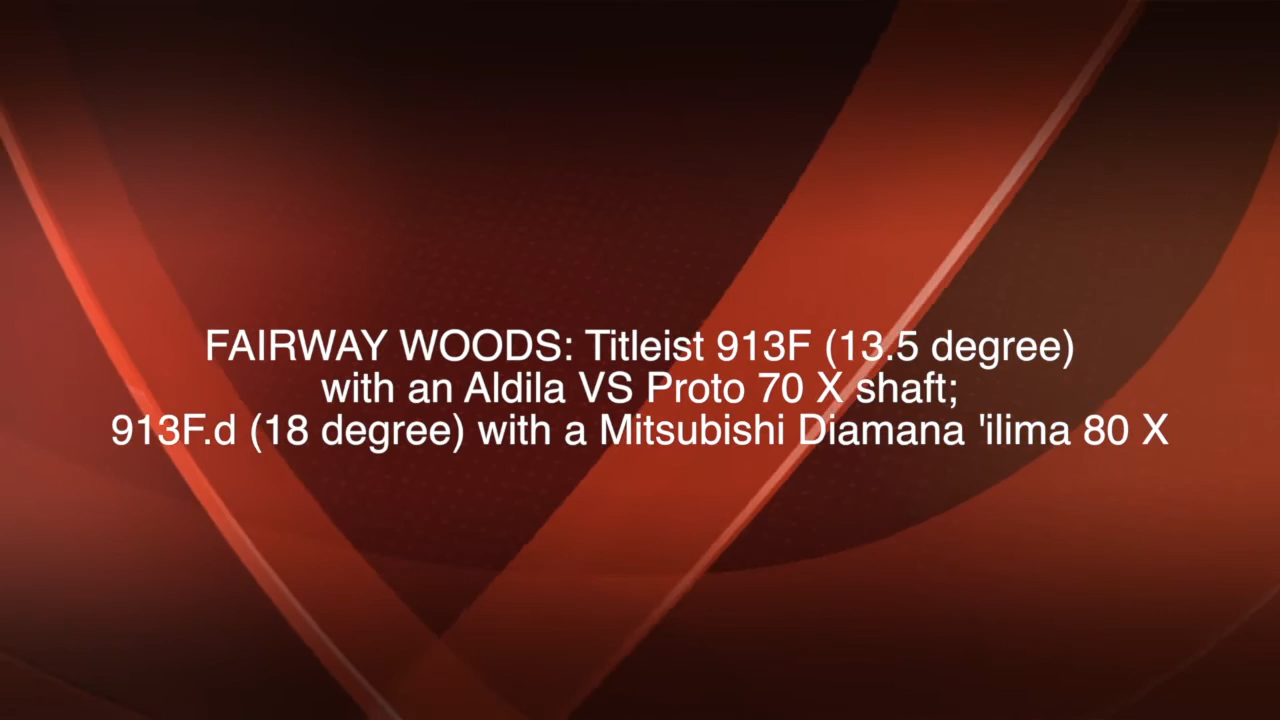 FAIRWAY WOODS: Titleist 913F (13.5 degree)
with an Aldila VS Proto 70 X shaft;
913F.d (18 degree) with a Mitsubishi Diamana 'ilima 80 X